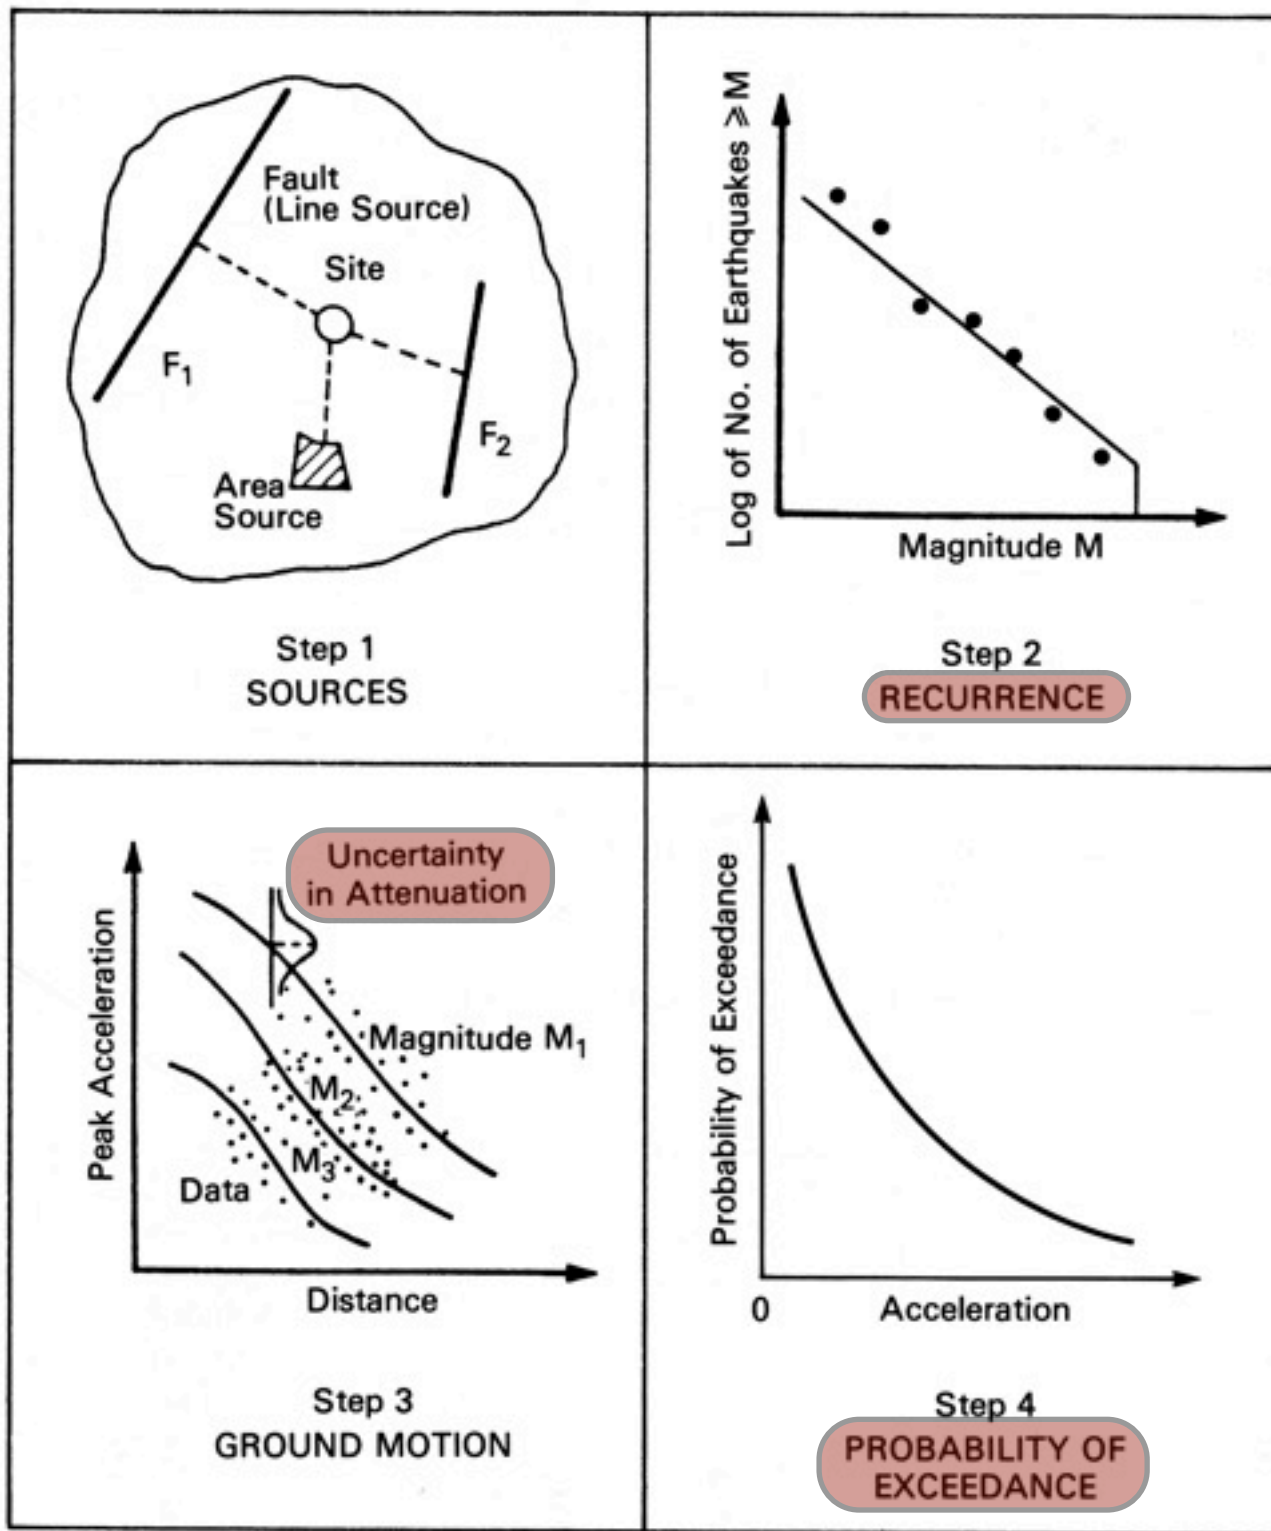 Fault
(Line Source)
Site
F1
F2
Area
Source
Step 1
SOURCES
Log of No. of Earthquakes ⩾M
Magnitude M
Step 2
RECURRENCE
Uncertainty
in Attenuation
Peak Acceleration
Magnitude M1
M2
M3
Data
Distance
Step 3
GROUND MOTION
Probability of Exceedance
0
Acceleration
Step 4
PROBABILITY OF
EXCEEDANCE